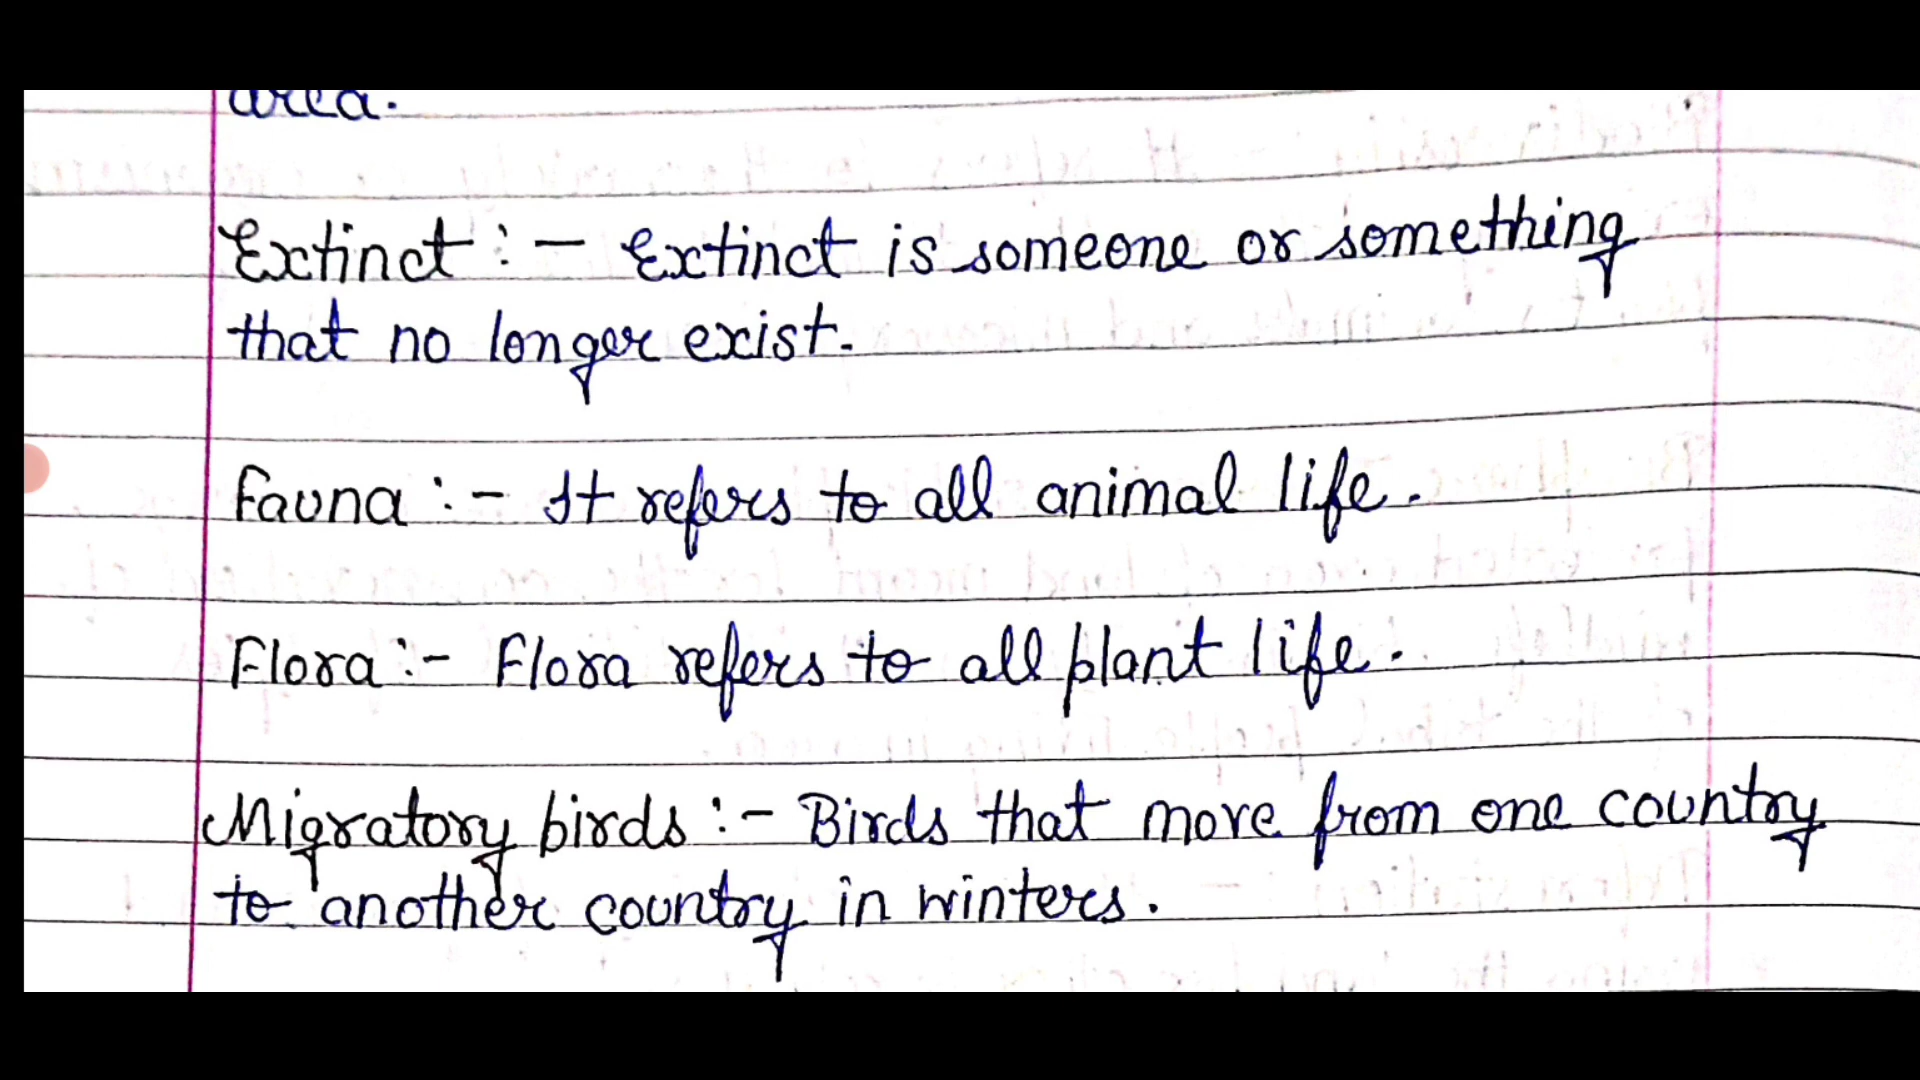 area.
Extinct :- Extinct is someone or something
that no longer exist.
Fauna :- It refers to all animal life.
Flora :- Flora refers to all plant life.
Migratory birds :- Birds that move from one country
to another country in winters.